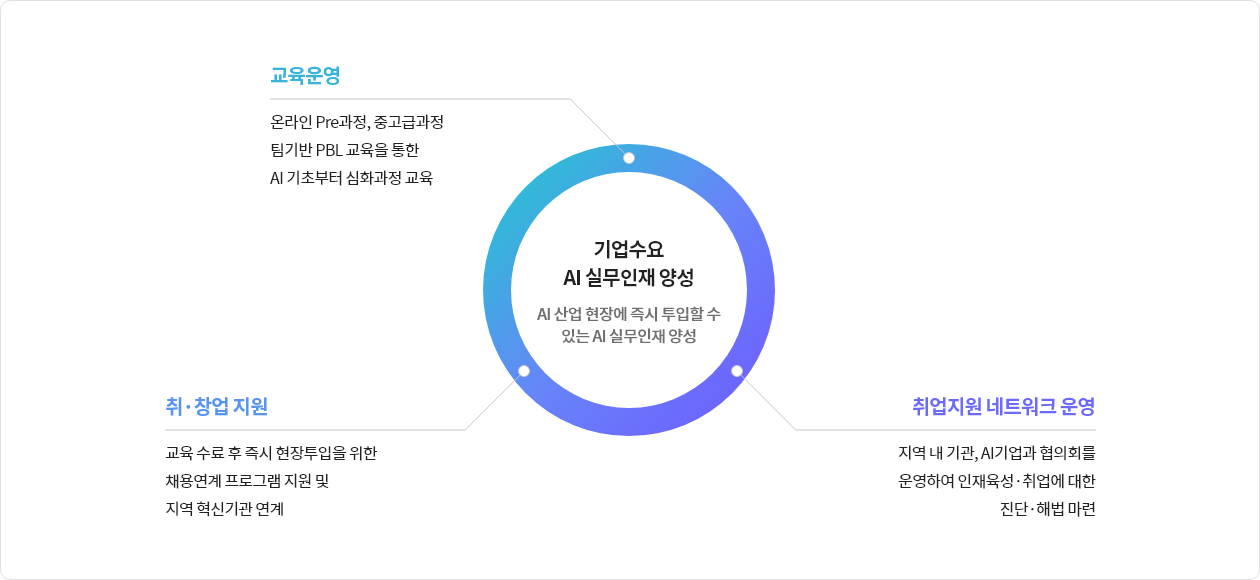 교육운영
온라인 Pre과정, 중고급과정
팀기반 PBL 교육을 통한
AI 기초부터 심화과정 교육
기업수요
AI 실무인재 양성
AI 산업 현장에 즉시 투입할 수
있는 AI 실무인재 양성
취·창업 지원
교육 수료 후 즉시 현장투입을 위한
채용연계 프로그램 지원 및
지역 혁신기관 연계
취업지원 네트워크 운영
지역 내 기관, AI기업과 협의회를
운영하여 인재육성·취업에 대한
진단·해법 마련